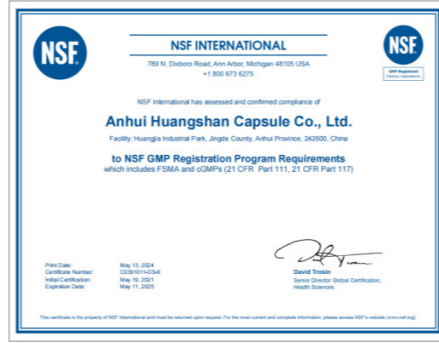 NSF
NSF INTERNATIONAL
NSF
789 N. Dixboro Road, Ann Arbor, Michigan 48105 USA
+1 800 673 6275
GMP Registered
NSF International has assessed and confirmed compliance of
Anhui Huangshan Capsule Co., Ltd.
Facility: Huangjia Industrial Park, Jingde County, Anhui Province, 242600, China
to NSF GMP Registration Program Requirements
which includes FSMA and cGMPs (21 CFR Part 111, 21 CFR Part 117)
Print Date: May 13, 2024
Certificate Number:
Initial Certification: May 19, 2021
Expiration Date: May 11, 2025
David Trosin
Senior Director Global Certification,
Health Sciences
This certificate is the property of NSF International and must be returned upon request. For the most current and complete information, please access NSF's website (www.nsf.org).